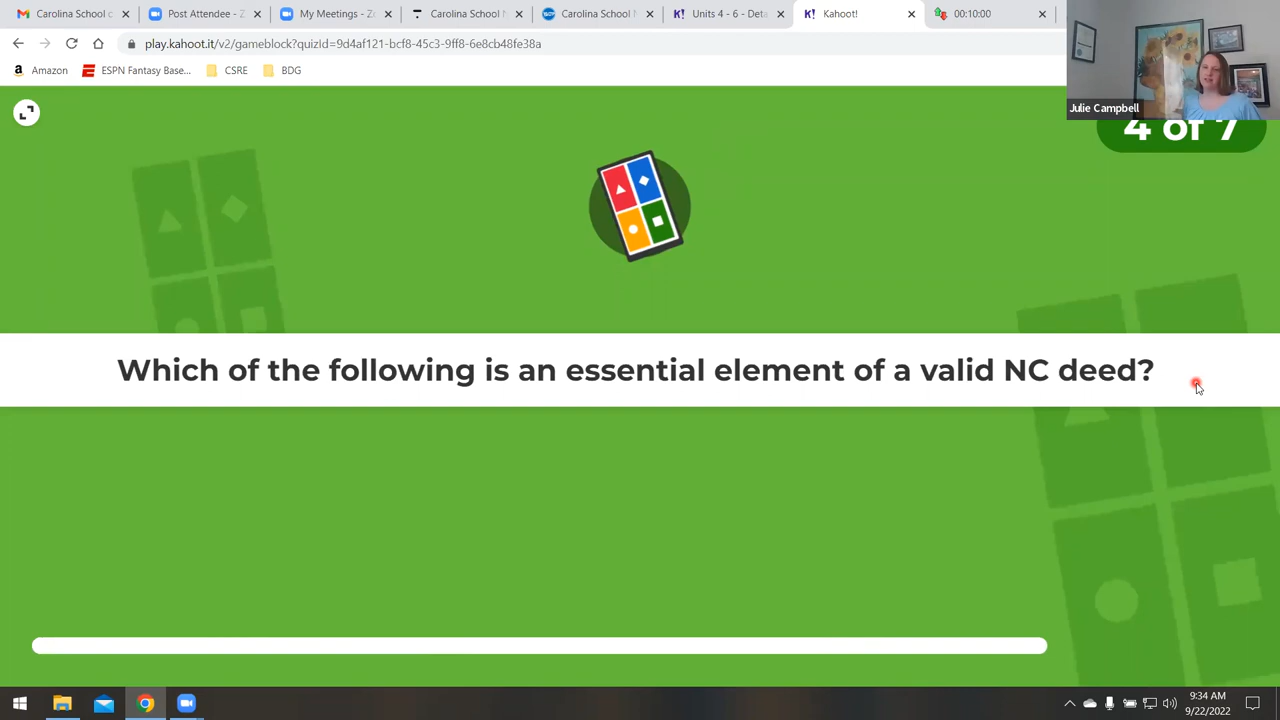 Carolina School c
Post Attendee - Z
My Meetings - Zo
Carolina School N
Carolina School N
Units 4 - 6 - Deta
Kahoot!
00:10:00
play.kahoot.it/v2/gameblock?quizId=9d4af121-bcf8-45c3-9ff8-6e8cb48fe38a
Amazon
ESPN Fantasy Base...
CSRE
BDG
Julie Campbell
4 of 7
Which of the following is an essential element of a valid NC deed?
9:34 AM
9/22/2022